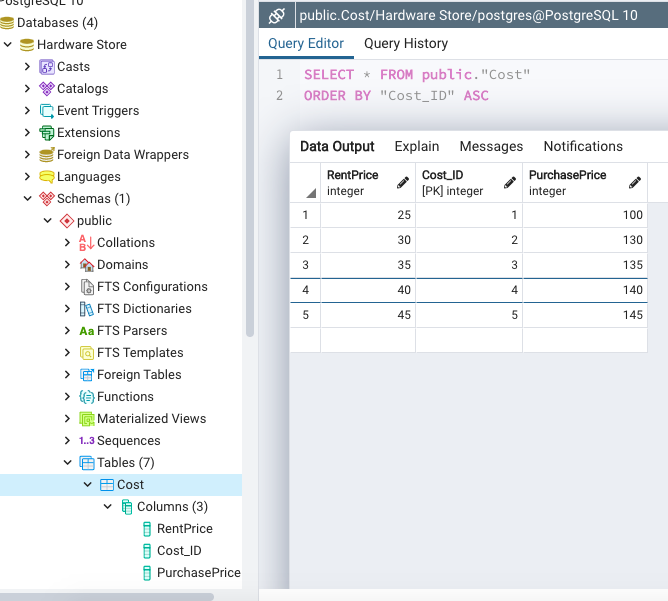 PostgreSQL 10
Databases (4)
Hardware Store
Casts
Catalogs
Event Triggers
Extensions
Foreign Data Wrappers
Languages
Schemas (1)
public
Collations
Domains
FTS Configurations
FTS Dictionaries
Aa FTS Parsers
FTS Templates
Foreign Tables
Functions
Materialized Views
1..3 Sequences
Tables (7)
Cost
Columns (3)
RentPrice
Cost_ID
PurchasePrice
public.Cost/Hardware Store/postgres@PostgreSQL 10
Query Editor Query History
1 SELECT * FROM public."Cost"
2 ORDER BY "Cost_ID" ASC
Data Output Explain Messages Notifications
RentPrice Cost_ID PurchasePrice
integer [PK] integer integer
1 25 1 100
2 30 2 130
3 35 3 135
4 40 4 140
5 45 5 145